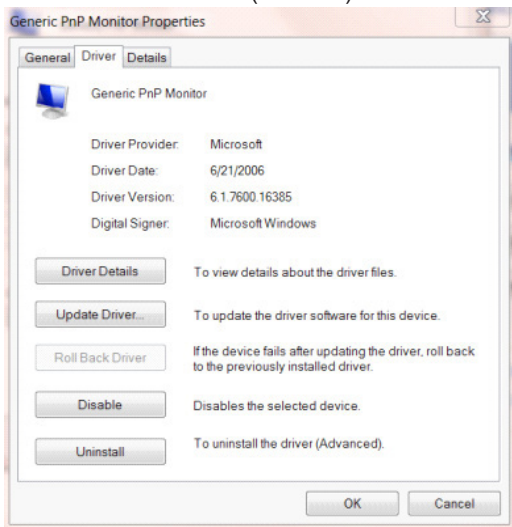 Generic PnP Monitor Properties
General Driver Details
Generic PnP Monitor
Driver Provider: Microsoft
Driver Date: 6/21/2006
Driver Version: 6.1.7600.16385
Digital Signer: Microsoft Windows
Driver Details To view details about the driver files.
Update Driver... To update the driver software for this device.
Roll Back Driver If the device fails after updating the driver, roll back
to the previously installed driver.
Disable Disables the selected device.
Uninstall To uninstall the driver (Advanced).
OK Cancel